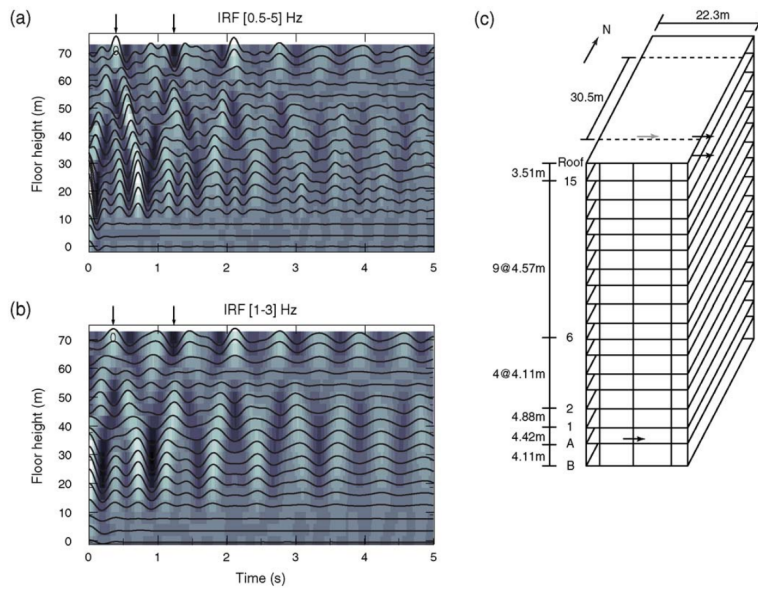 (a)
IRF [0.5-5] Hz
Floor height (m)
70
60
50
40
30
20
10
0
0 1 2 3 4 5
(b)
IRF [1-3] Hz
Floor height (m)
70
60
50
40
30
20
10
0
0 1 2 3 4 5
Time (s)
(c)
22.3m
N
30.5m
Roof
3.51m
15
9@4.57m
6
4@4.11m
2
4.88m
1
4.42m
A
4.11m
B